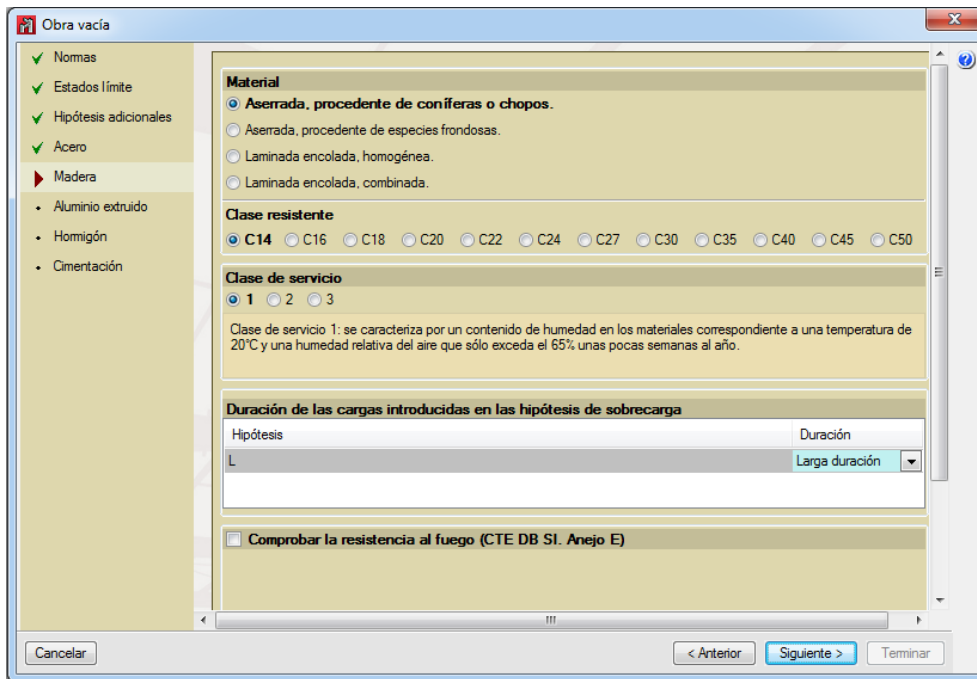 Obra vacía
Normas
Estados límite
Hipótesis adicionales
Acero
Madera
Aluminio extruido
Hormigón
Cimentación
Material
Aserrada, procedente de coníferas o chopos.
Aserrada, procedente de especies frondosas.
Laminada encolada, homogénea.
Laminada encolada, combinada.
Clase resistente
C14 C16 C18 C20 C22 C24 C27 C30 C35 C40 C45 C50
Clase de servicio
1 2 3
Clase de servicio 1: se caracteriza por un contenido de humedad en los materiales correspondiente a una temperatura de
20°C y una humedad relativa del aire que sólo exceda el 65% unas pocas semanas al año.
Duración de las cargas introducidas en las hipótesis de sobrecarga
Hipótesis Duración
L Larga duración
Comprobar la resistencia al fuego (CTE DB SI. Anejo E)
Cancelar < Anterior Siguiente > Terminar